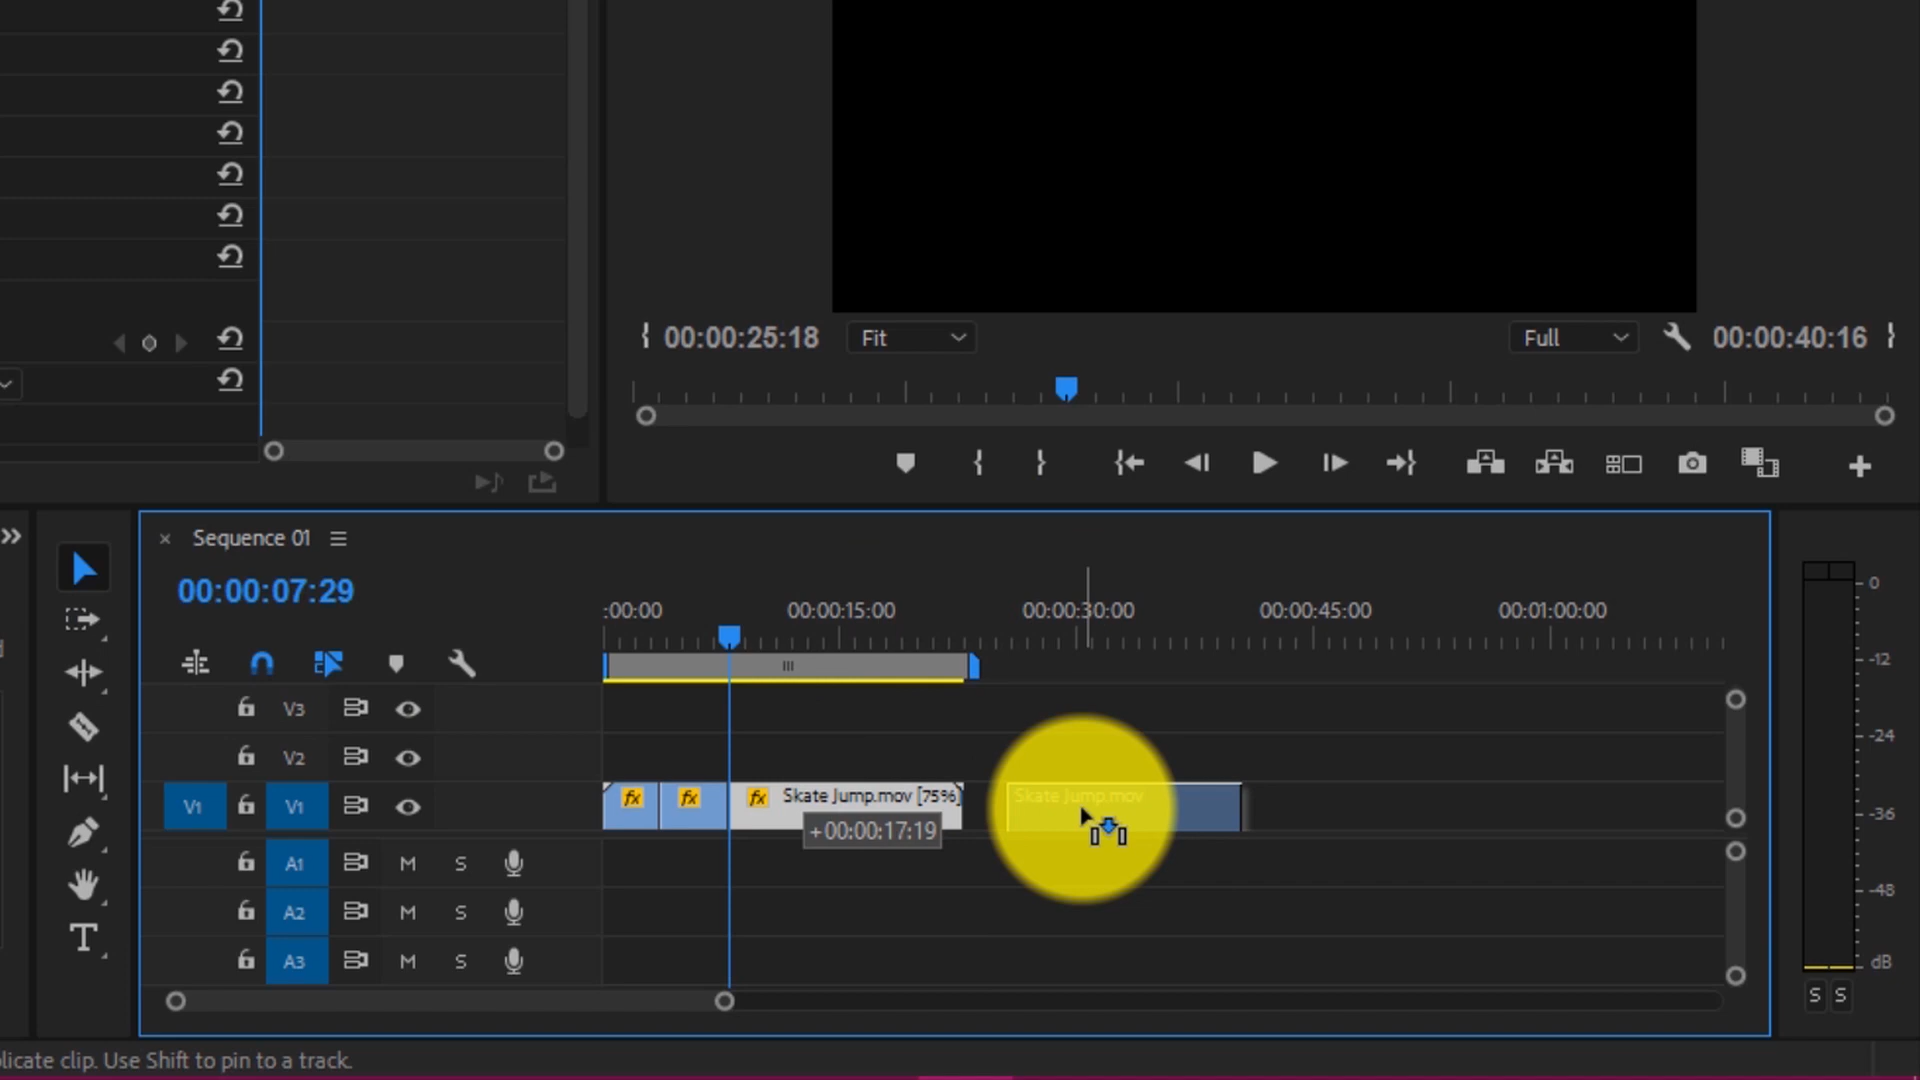 00:00:25:18 Fit Full 00:00:40:16
Sequence 01
00:00:07:29
:00:00 00:00:15:00 00:00:30:00 00:00:45:00 00:01:00:00
V3
V2
V1 V1 fx fx fx Skate Jump.mov [75%] Skate Jump.mov
+00:00:17:19
A1 M S
A2 M S
A3 M S
0
-12
-24
-36
-48
dB
S S
licate clip. Use Shift to pin to a track.